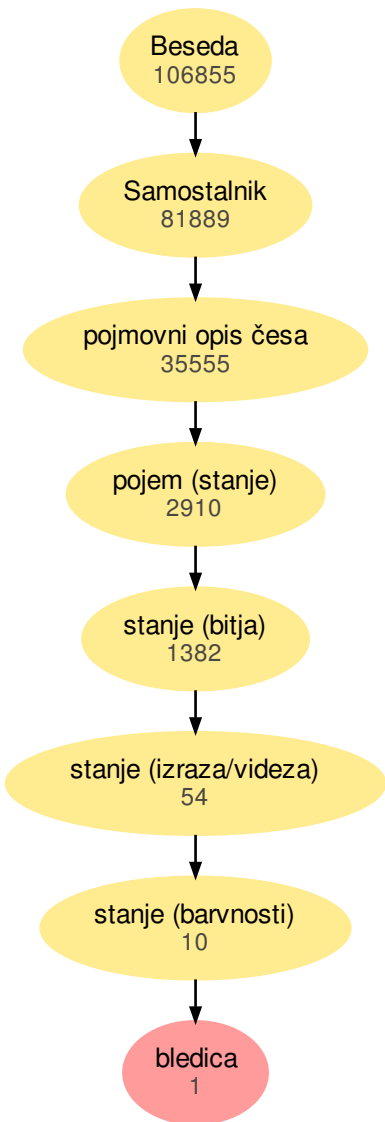 Beseda
106855
Samostalnik
81889
pojmovni opis česa
35555
pojem (stanje)
2910
stanje (bitja)
1382
stanje (izraza/videza)
54
stanje (barvnosti)
10
bledica
1